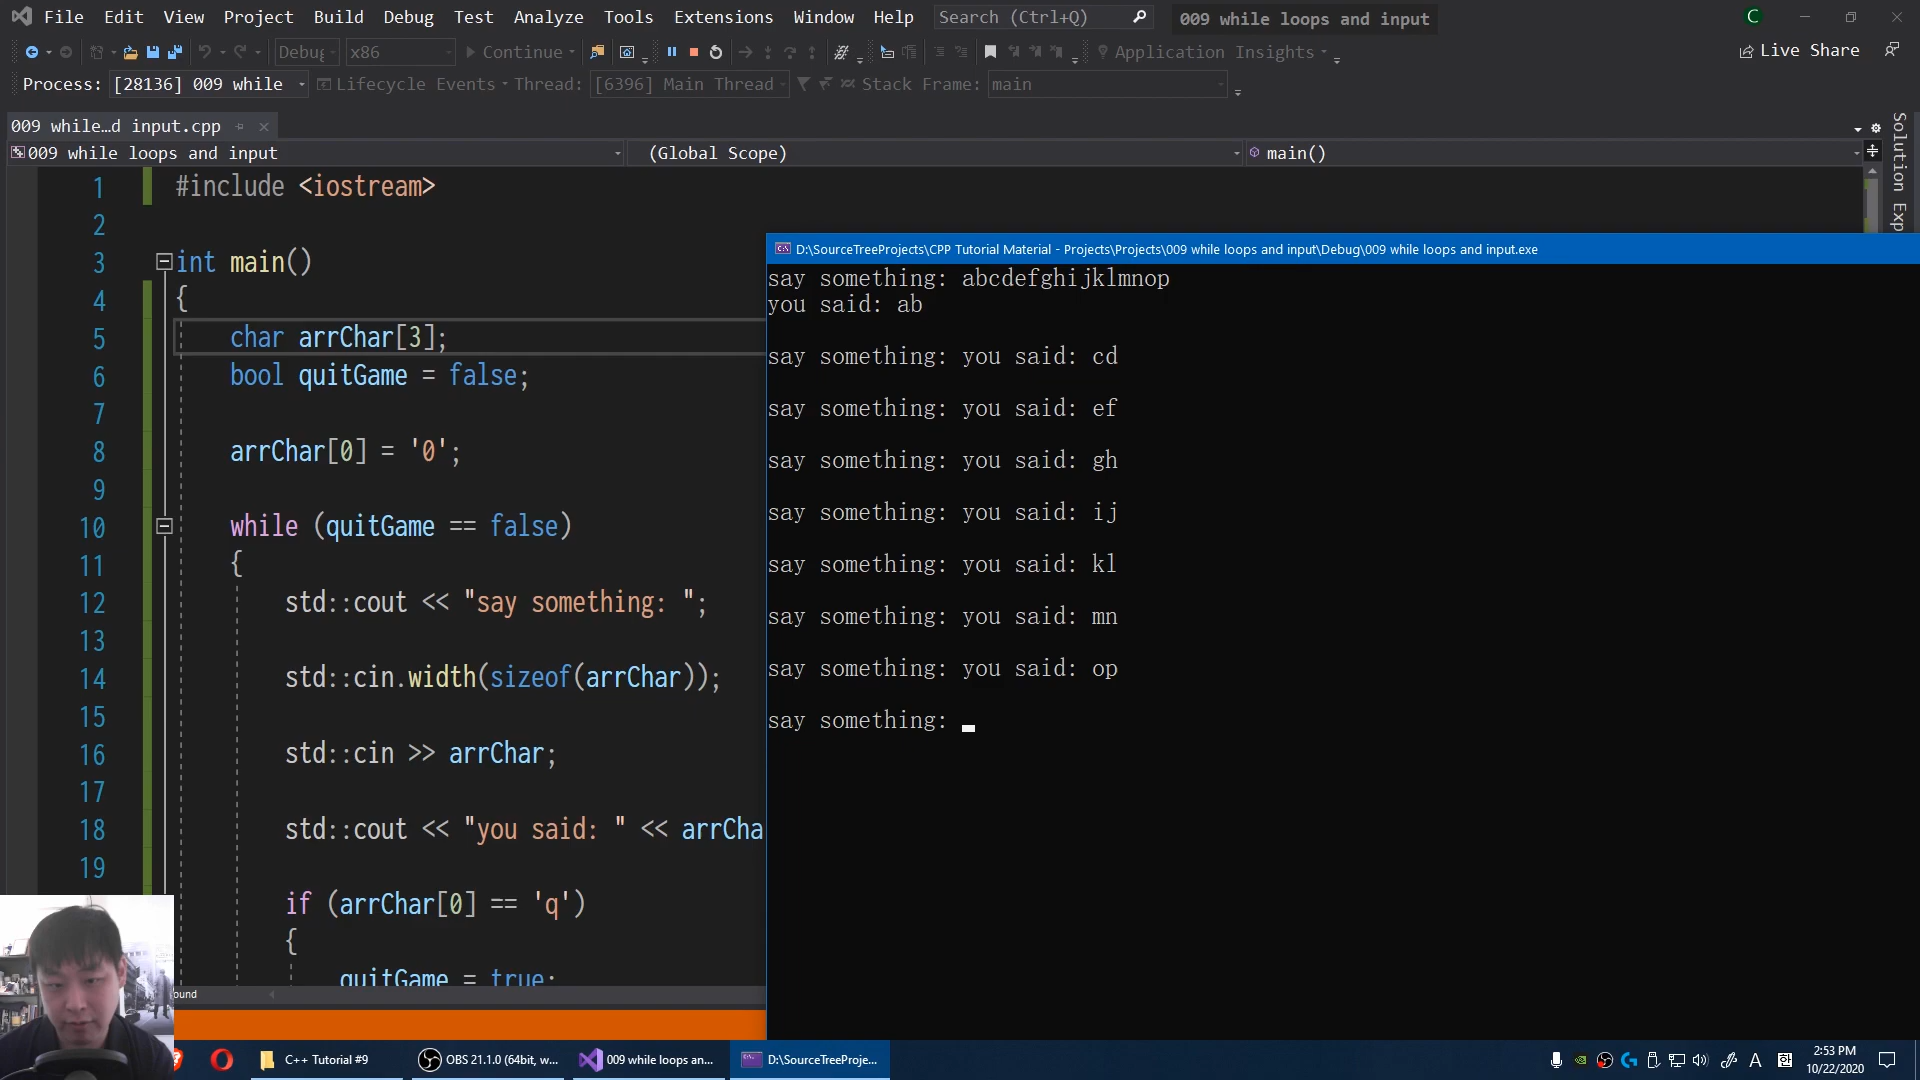 File Edit View Project Build Debug Test Analyze Tools Extensions Window Help Search (Ctrl+Q) 009 while loops and input C
Debug x86 Continue Application Insights Live Share
Process: [28136] 009 while Lifecycle Events Thread: [6396] Main Thread Stack Frame: main
009 while…d input.cpp
009 while loops and input (Global Scope) main()
Solution Exp
1 #include <iostream>
2
3 int main()
4 {
5 char arrChar[3];
6 bool quitGame = false;
7
8 arrChar[0] = '0';
9
10 while (quitGame == false)
11 {
12 std::cout << "say something: ";
13
14 std::cin.width(sizeof(arrChar));
15
16 std::cin >> arrChar;
17
18 std::cout << "you said: " << arrCha
19
if (arrChar[0] == 'q')
{
quitGame = true;
ound
D:\SourceTreeProjects\CPP Tutorial Material - Projects\Projects\009 while loops and input\Debug\009 while loops and input.exe
say something: abcdefghijklmnop
you said: ab
say something: you said: cd
say something: you said: ef
say something: you said: gh
say something: you said: ij
say something: you said: kl
say something: you said: mn
say something: you said: op
say something:
C++ Tutorial #9 OBS 21.1.0 (64bit, w... 009 while loops an... D:\SourceTreeProje... A 한 2:53 PM
10/22/2020